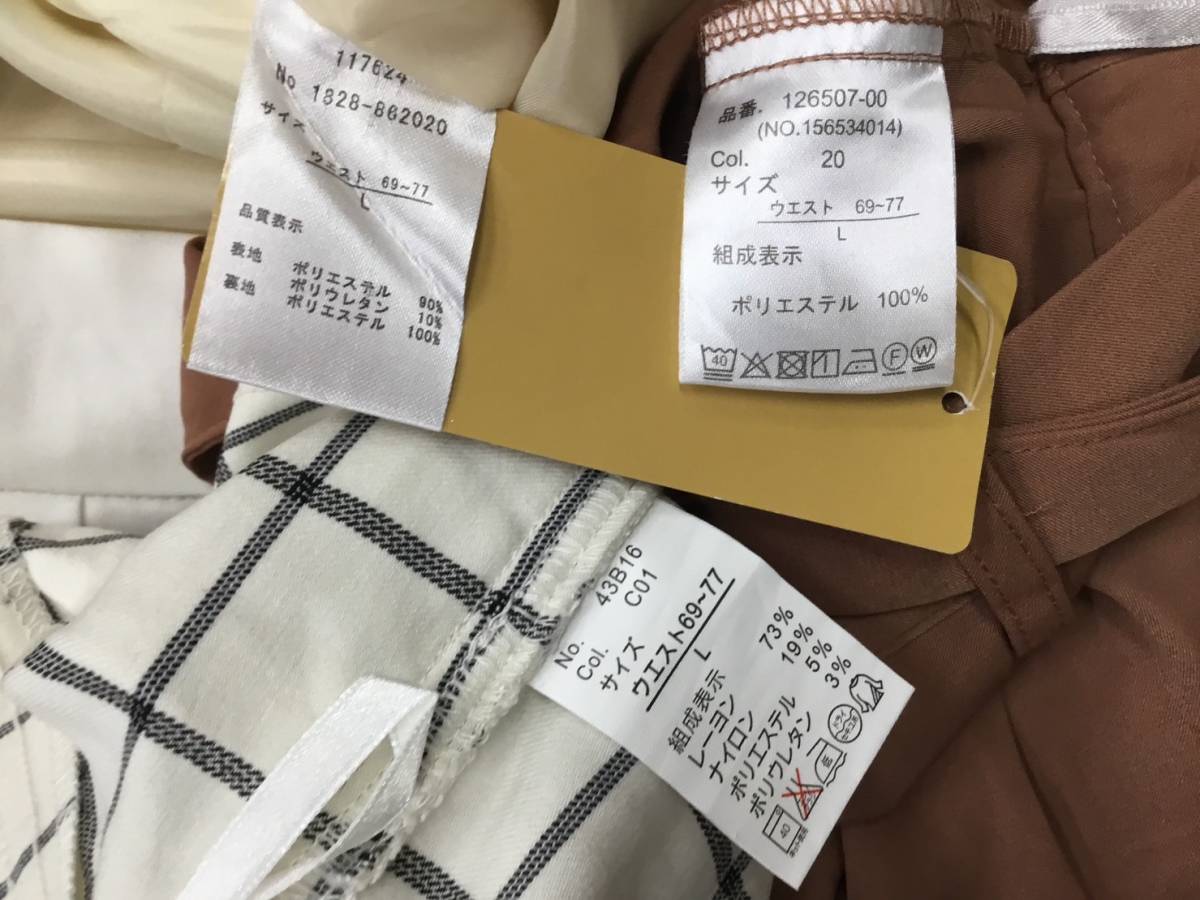 117624
No 1828-862020
サイズ
ウエスト 69~77
L
品質表示
表地 ポリエステル 90%
ポリウレタン 10%
裏地 ポリエステル 100%
品番. 126507-00
(NO.156534014)
Col. 20
サイズ
ウエスト 69~77
L
組成表示
ポリエステル 100%
40
F W
No. 43B16
Col. C01
サイズ
ウエスト69~77
L
組成表示
レーヨン 73%
ナイロン 19%
ポリエステル 5%
ポリウレタン 3%
40